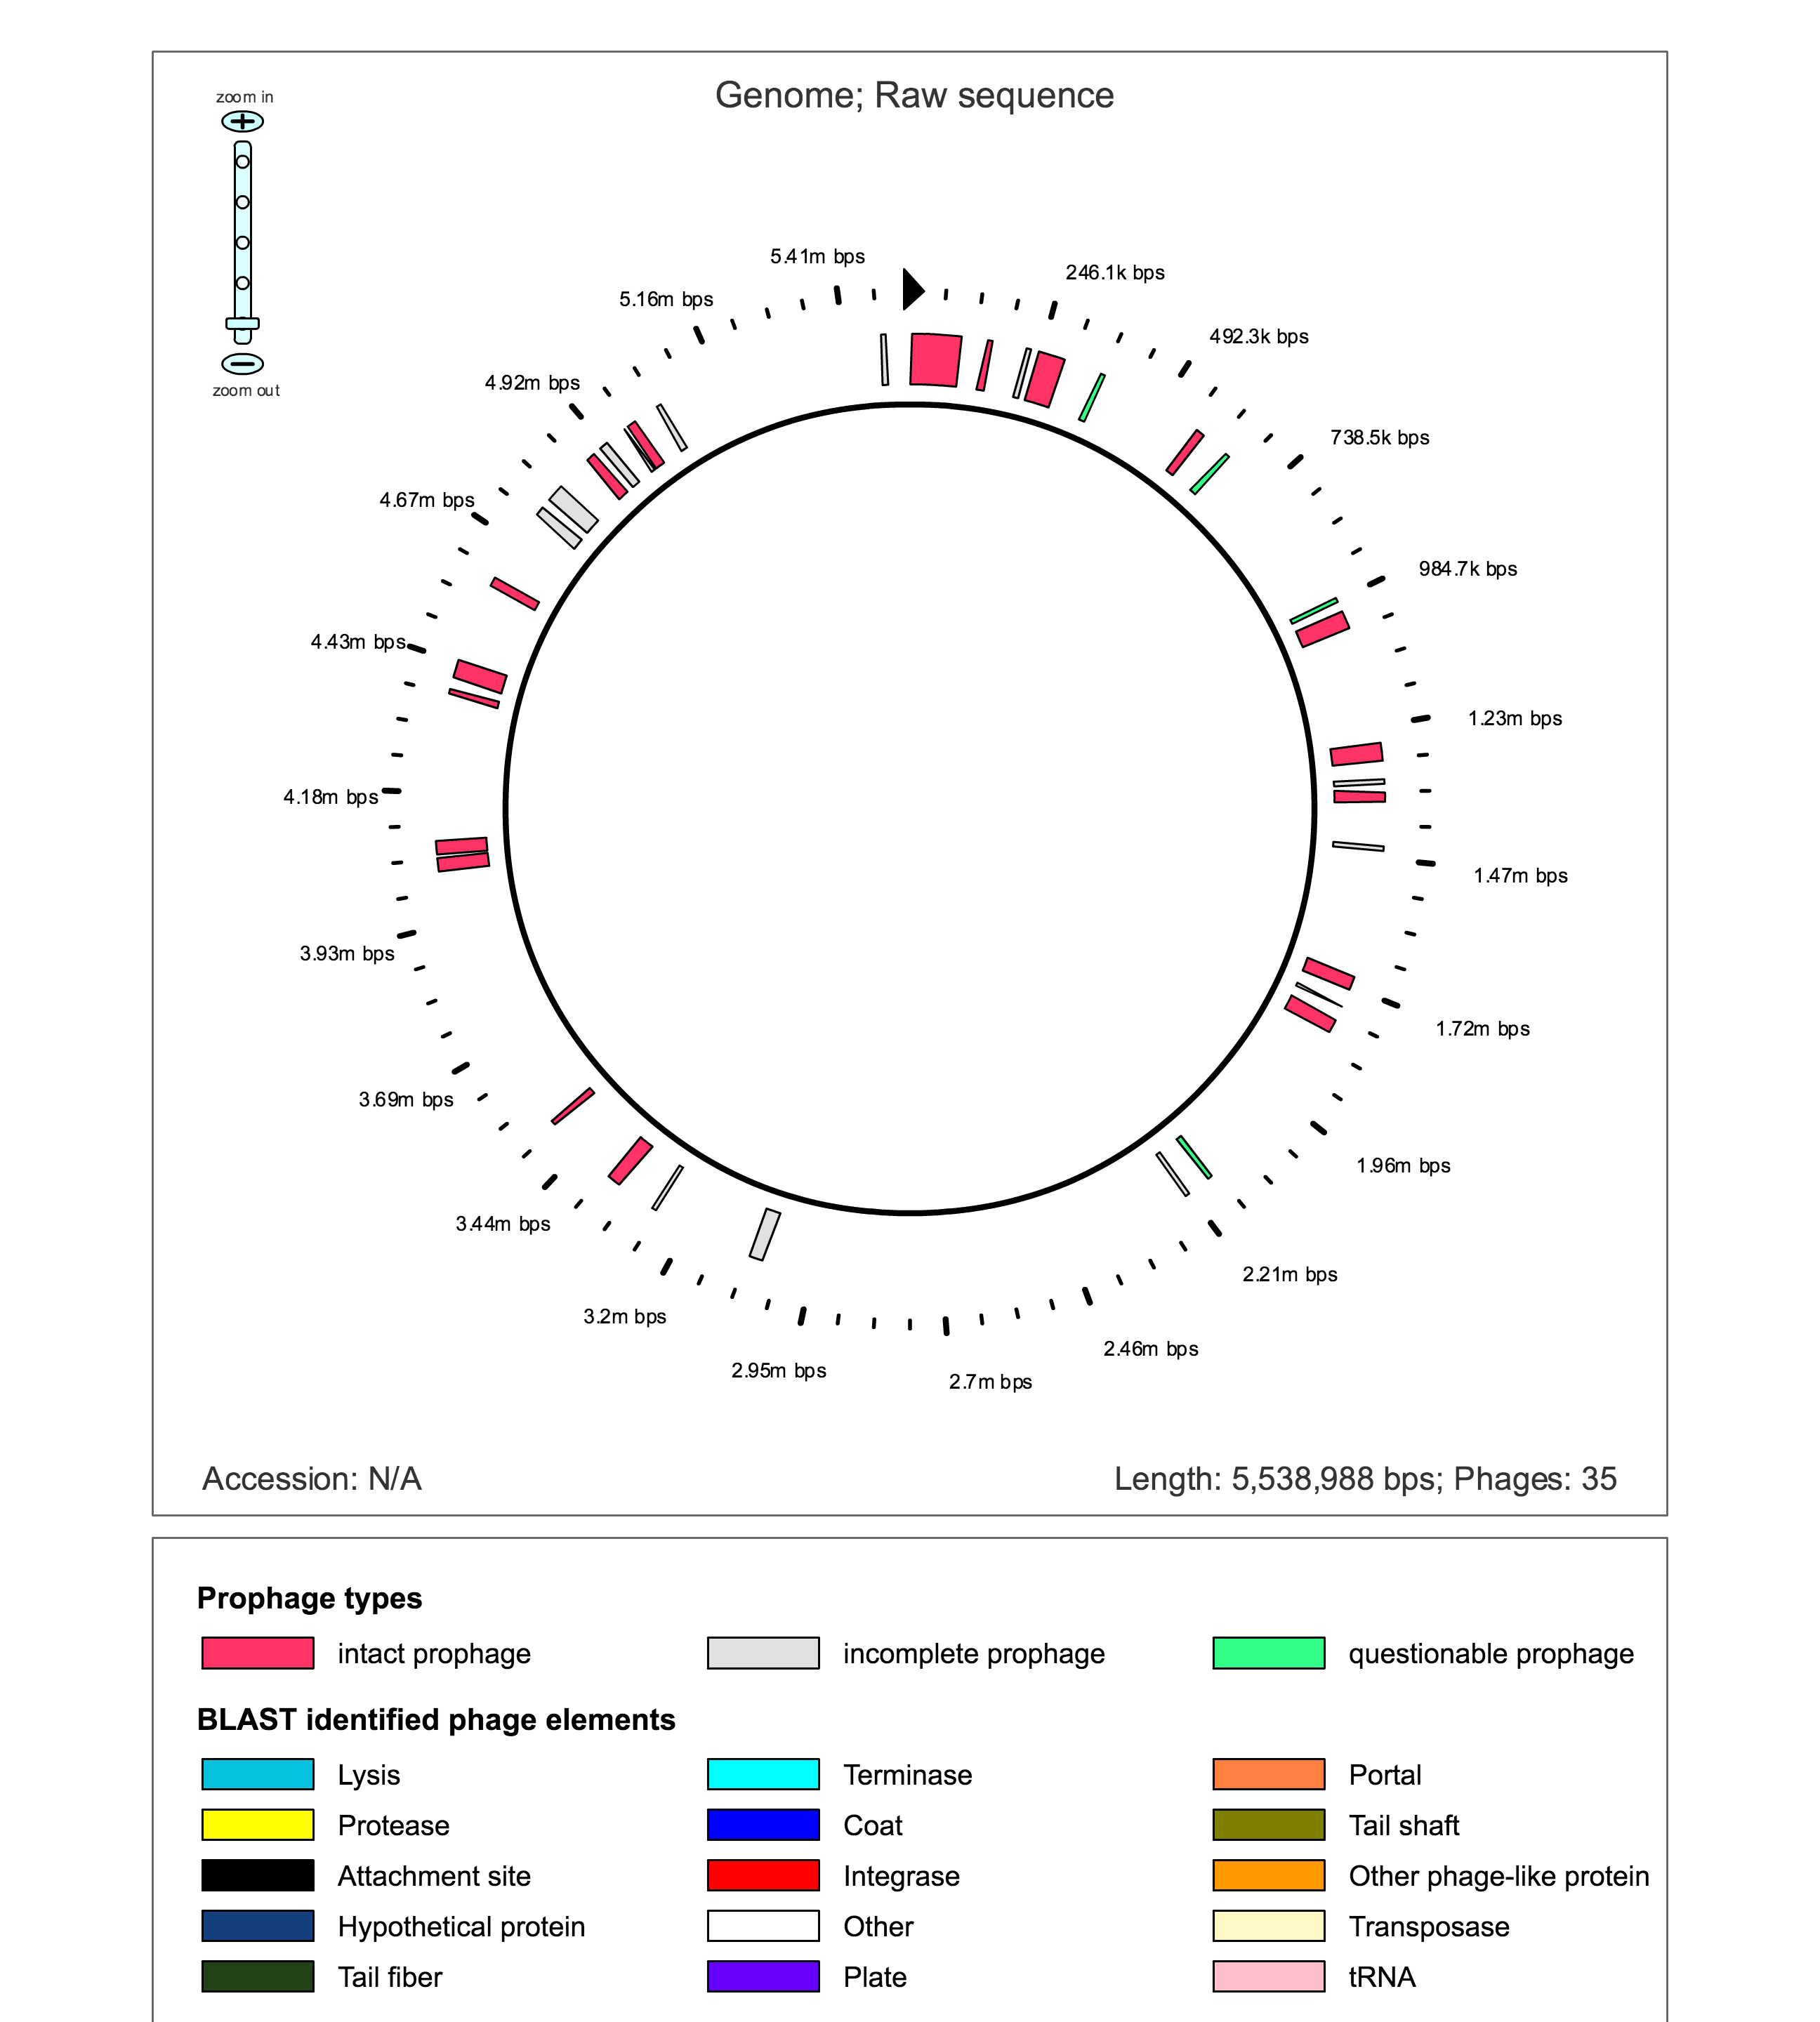 Genome; Raw sequence
zoom in
zoom out
5.41m bps
246.1k bps
5.16m bps
492.3k bps
4.92m bps
738.5k bps
4.67m bps
984.7k bps
4.43m bps
1.23m bps
4.18m bps
1.47m bps
3.93m bps
1.72m bps
3.69m bps
1.96m bps
3.44m bps
2.21m bps
3.2m bps
2.46m bps
2.95m bps
2.7m bps
Accession: N/A
Length: 5,538,988 bps; Phages: 35
Prophage types
intact prophage
incomplete prophage
questionable prophage
BLAST identified phage elements
Lysis
Terminase
Portal
Protease
Coat
Tail shaft
Attachment site
Integrase
Other phage-like protein
Hypothetical protein
Other
Transposase
Tail fiber
Plate
tRNA